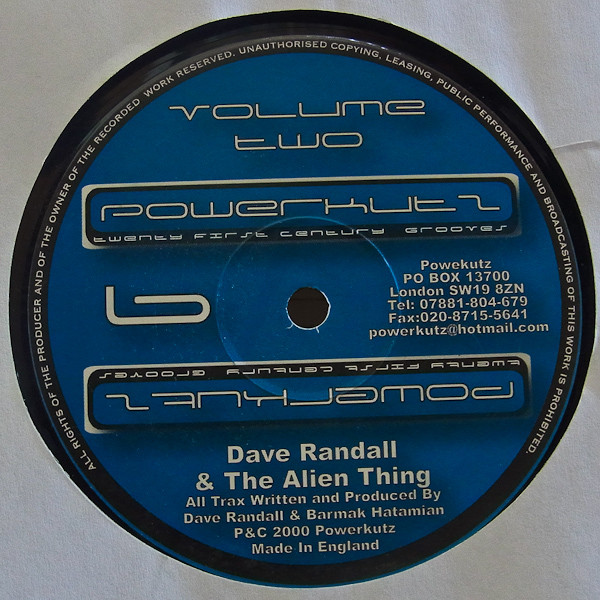 ALL RIGHTS OF THE PRODUCER AND OF THE OWNER OF THE RECORDED WORK RESERVED. UNAUTHORISED COPYING, LEASING, PUBLIC PERFORMANCE AND BROADCASTING OF THIS WORK IS PROHIBITED.
VOLUME
TWO
POWERKUTZ
TWENTY FIRST CENTURY GROOVES
Powekutz
PO BOX 13700
London SW19 8ZN
Tel: 07881-804-679
Fax:020-8715-5641
powerkutz@hotmail.com
b
TWENTY FIRST CENTURY GROOVES
POWERKUTZ
Dave Randall
& The Alien Thing
All Trax Written and Produced By
Dave Randall & Barmak Hatamian
P&C 2000 Powerkutz
Made In England